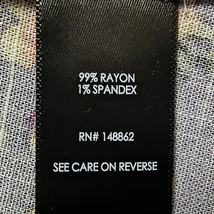 99% RAYON
1% SPANDEX
RN# 148862
SEE CARE ON REVERSE